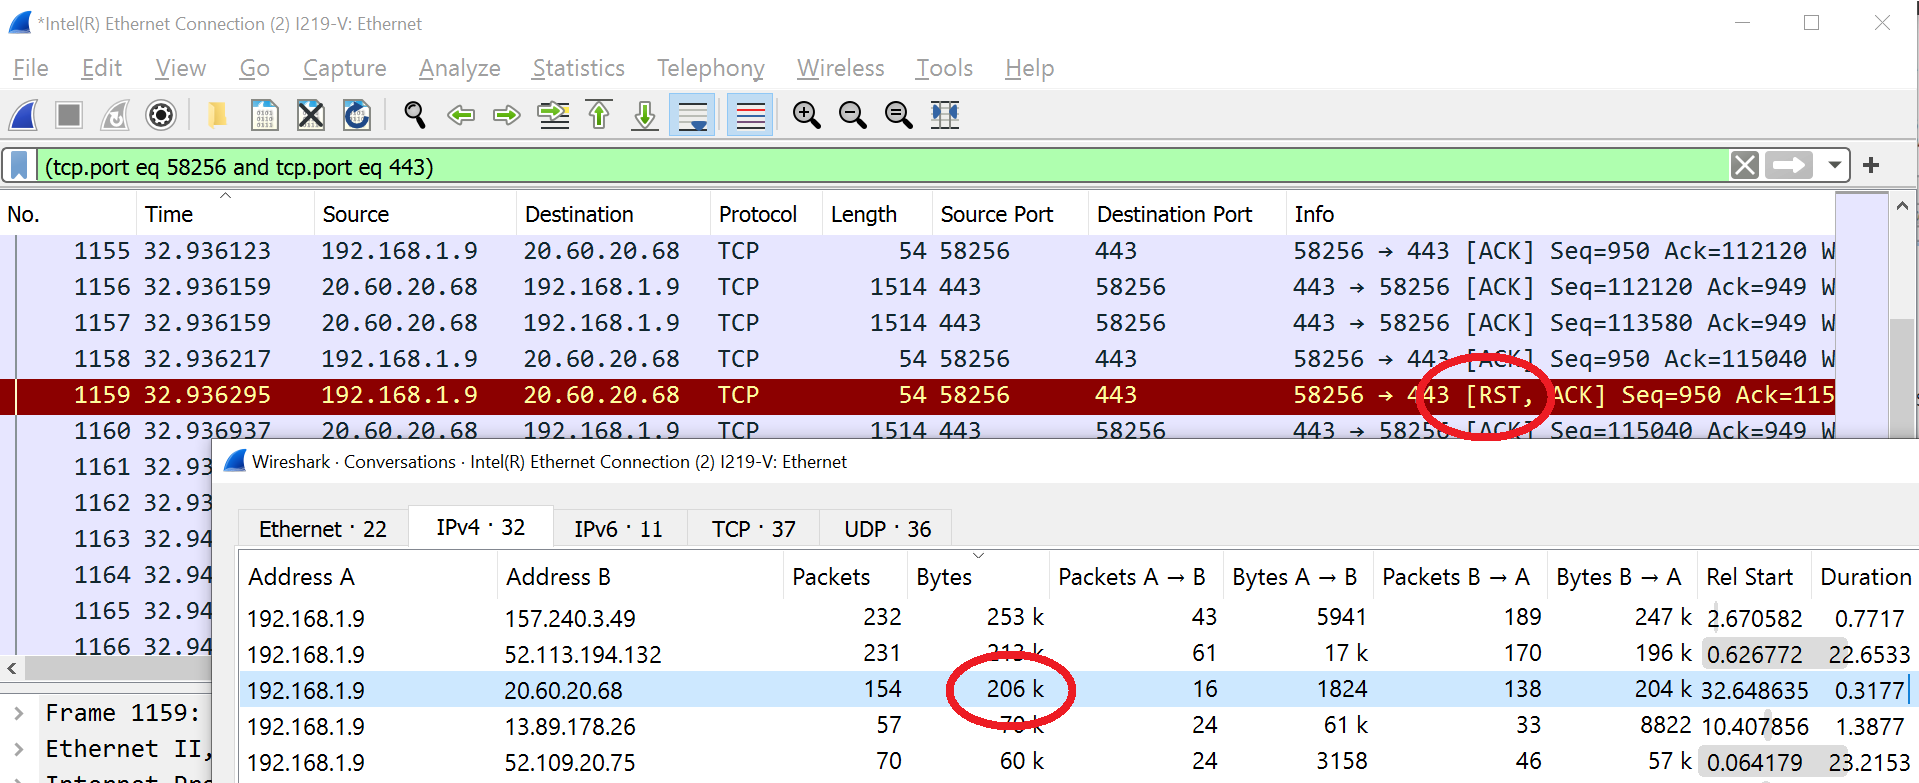 *Intel(R) Ethernet Connection (2) I219-V: Ethernet
File Edit View Go Capture Analyze Statistics Telephony Wireless Tools Help
(tcp.port eq 58256 and tcp.port eq 443)
No. Time Source Destination Protocol Length Source Port Destination Port Info
1155 32.936123 192.168.1.9 20.60.20.68 TCP 54 58256 443 58256 → 443 [ACK] Seq=950 Ack=112120 W
1156 32.936159 20.60.20.68 192.168.1.9 TCP 1514 443 58256 443 → 58256 [ACK] Seq=112120 Ack=949 W
1157 32.936159 20.60.20.68 192.168.1.9 TCP 1514 443 58256 443 → 58256 [ACK] Seq=113580 Ack=949 W
1158 32.936217 192.168.1.9 20.60.20.68 TCP 54 58256 443 58256 → 443 [ACK] Seq=950 Ack=115040 W
1159 32.936295 192.168.1.9 20.60.20.68 TCP 54 58256 443 58256 → 443 [RST, ACK] Seq=950 Ack=115
1160 32.936937 20.60.20.68 192.168.1.9 TCP 1514 443 58256 443 → 58256 [ACK] Seq=115040 Ack=949 W
1161 32.93
1162 32.93
1163 32.94
1164 32.94
1165 32.94
1166 32.94
Frame 1159:
Ethernet II,
Wireshark · Conversations · Intel(R) Ethernet Connection (2) I219-V: Ethernet
Ethernet · 22 IPv4 · 32 IPv6 · 11 TCP · 37 UDP · 36
Address A Address B Packets Bytes Packets A → B Bytes A → B Packets B → A Bytes B → A Rel Start Duration
192.168.1.9 157.240.3.49 232 253 k 43 5941 189 247 k 2.670582 0.7717
192.168.1.9 52.113.194.132 231 213 k 61 17 k 170 196 k 0.626772 22.6533
192.168.1.9 20.60.20.68 154 206 k 16 1824 138 204 k 32.648635 0.3177
192.168.1.9 13.89.178.26 57 70 k 24 61 k 33 8822 10.407856 1.3877
192.168.1.9 52.109.20.75 70 60 k 24 3158 46 57 k 0.064179 23.2153